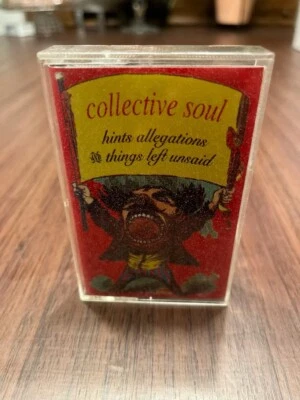 collective soul
hints allegations
& things left unsaid